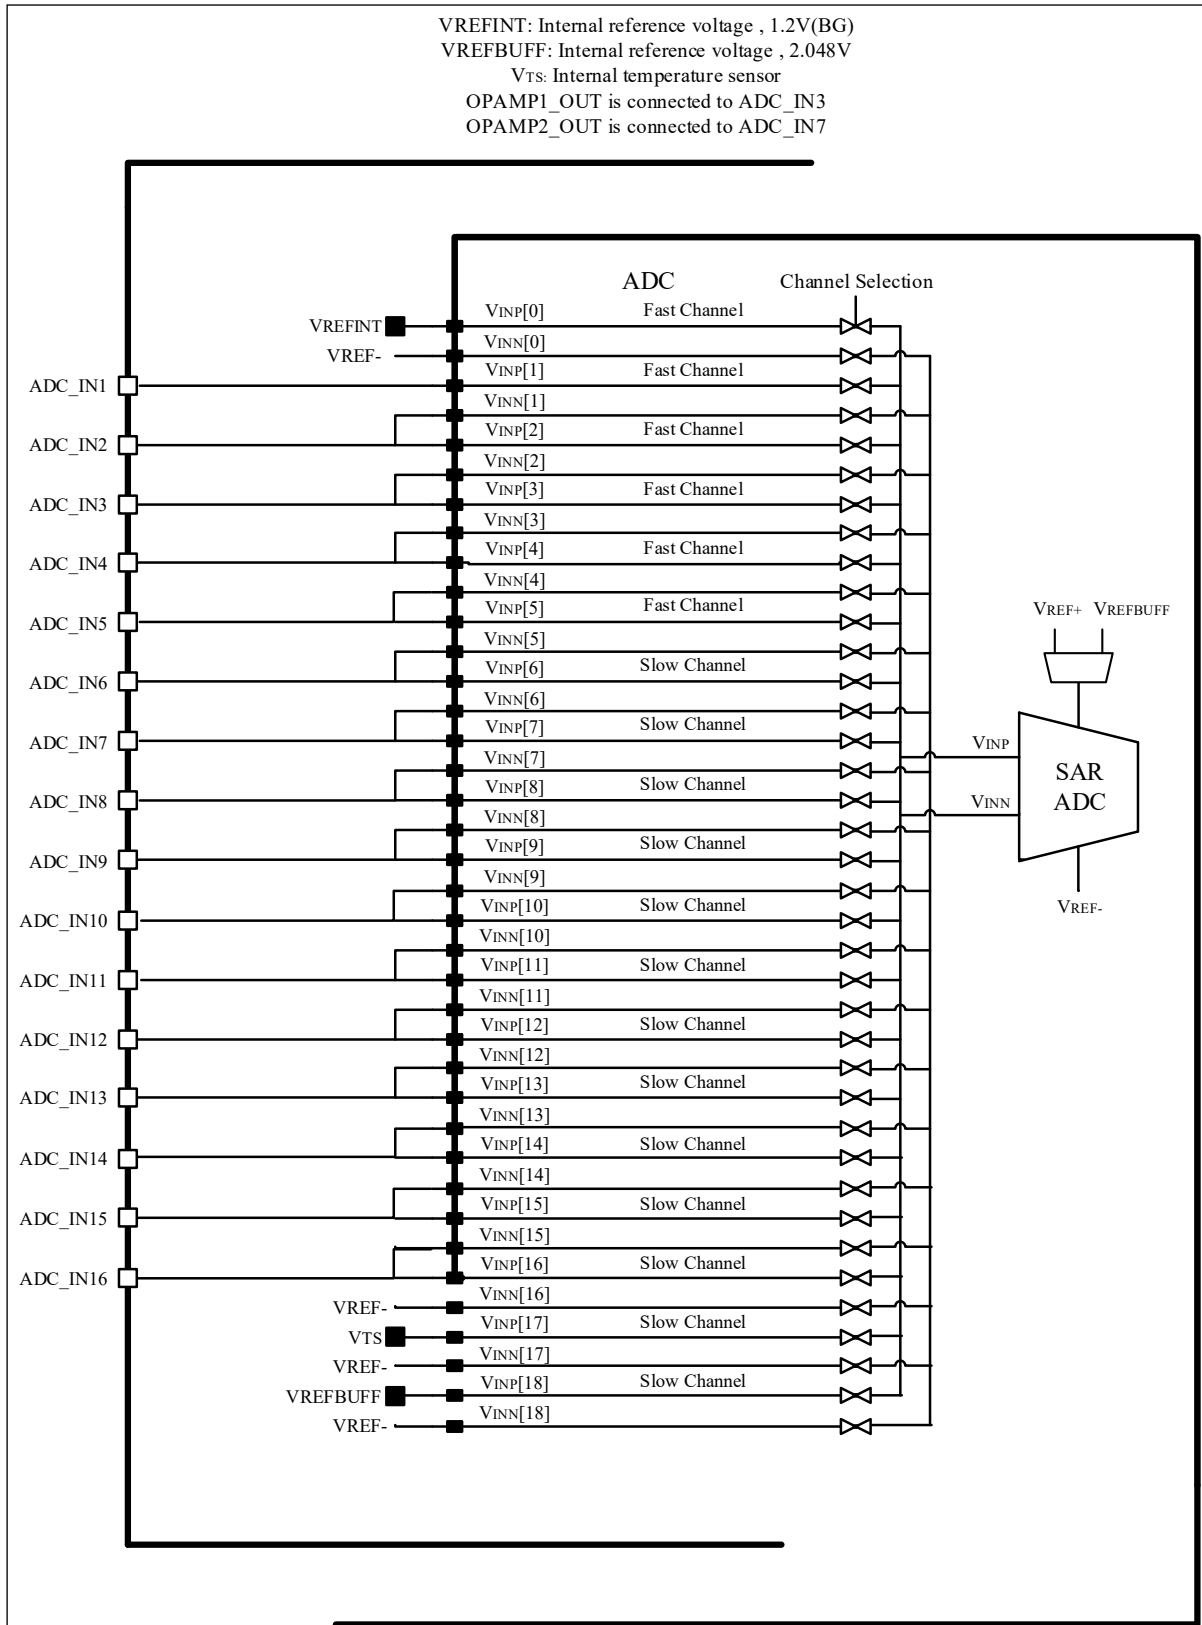 VREFINT: Internal reference voltage , 1.2V(BG)
VREFBUFF: Internal reference voltage , 2.048V
VTS: Internal temperature sensor
OPAMP1_OUT is connected to ADC_IN3
OPAMP2_OUT is connected to ADC_IN7
ADC
Channel Selection
VINP[0] Fast Channel
VREFINT
VINN[0]
VREF-
VINP[1] Fast Channel
ADC_IN1
VINN[1]
VINP[2] Fast Channel
ADC_IN2
VINN[2]
VINP[3] Fast Channel
ADC_IN3
VINN[3]
VINP[4] Fast Channel
ADC_IN4
VINN[4]
VINP[5] Fast Channel
ADC_IN5
VINN[5]
VINP[6] Slow Channel
ADC_IN6
VINN[6]
VINP[7] Slow Channel
ADC_IN7
VINN[7]
VINP[8] Slow Channel
ADC_IN8
VINN[8]
VINP[9] Slow Channel
ADC_IN9
VINN[9]
VINP[10] Slow Channel
ADC_IN10
VINN[10]
VINP[11] Slow Channel
ADC_IN11
VINN[11]
VINP[12] Slow Channel
ADC_IN12
VINN[12]
VINP[13] Slow Channel
ADC_IN13
VINN[13]
VINP[14] Slow Channel
ADC_IN14
VINN[14]
VINP[15] Slow Channel
ADC_IN15
VINN[15]
VINP[16] Slow Channel
ADC_IN16
VINN[16]
VREF-
VINP[17] Slow Channel
VTS
VINN[17]
VREF-
VINP[18] Slow Channel
VREFBUFF
VINN[18]
VREF-
VREF+ VREFBUFF
VINP
VINN
SAR
ADC
VREF-